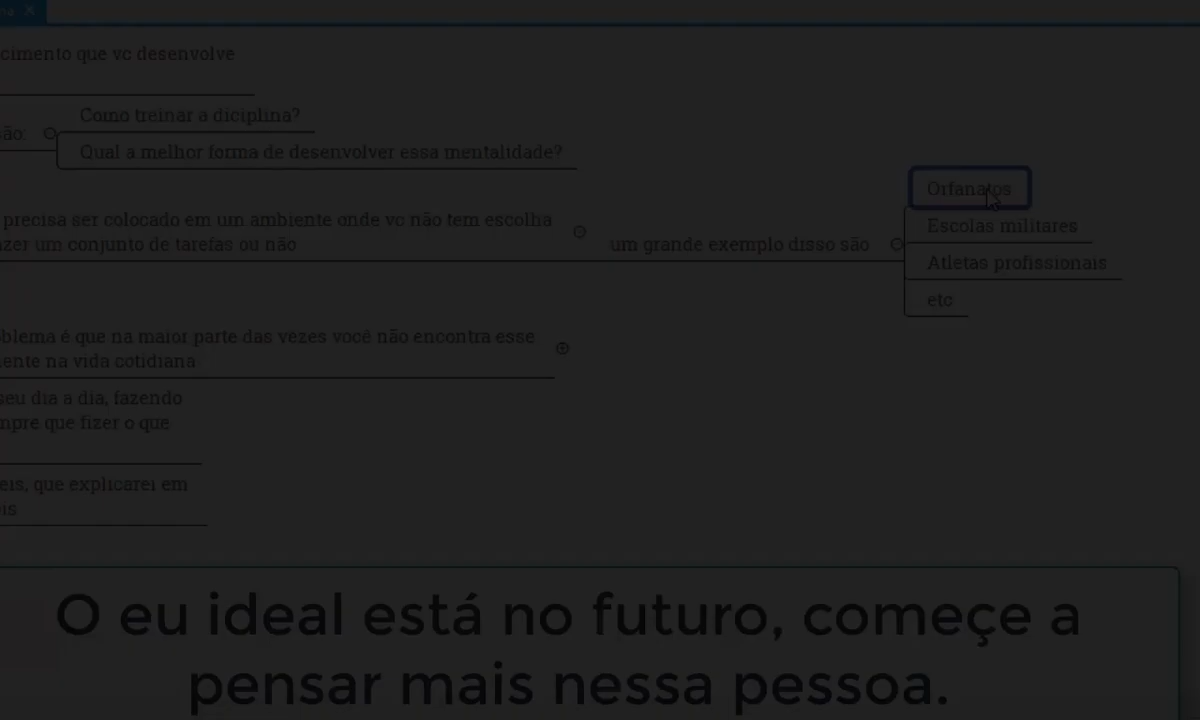 cimento que vc desenvolve
Como treinar a diciplina?
são:
Qual a melhor forma de desenvolver essa mentalidade?
precisa ser colocado em um ambiente onde vc não tem escolha
zer um conjunto de tarefas ou não
um grande exemplo disso são
Orfanatos
Escolas militares
Atletas profissionais
etc
blema é que na maior parte das vezes você não encontra esse
ente na vida cotidiana
seu dia a dia, fazendo
mpre que fizer o que
eis, que explicarei em
is
O eu ideal está no futuro, começe a
pensar mais nessa pessoa.